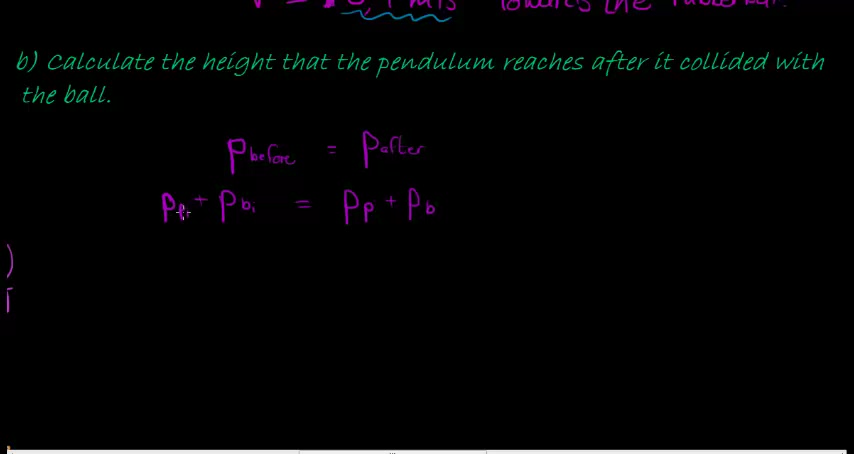 b) Calculate the height that the pendulum reaches after it collided with
the ball.
Pbefore = Pafter
Pp + Pbi = Pp + Pb